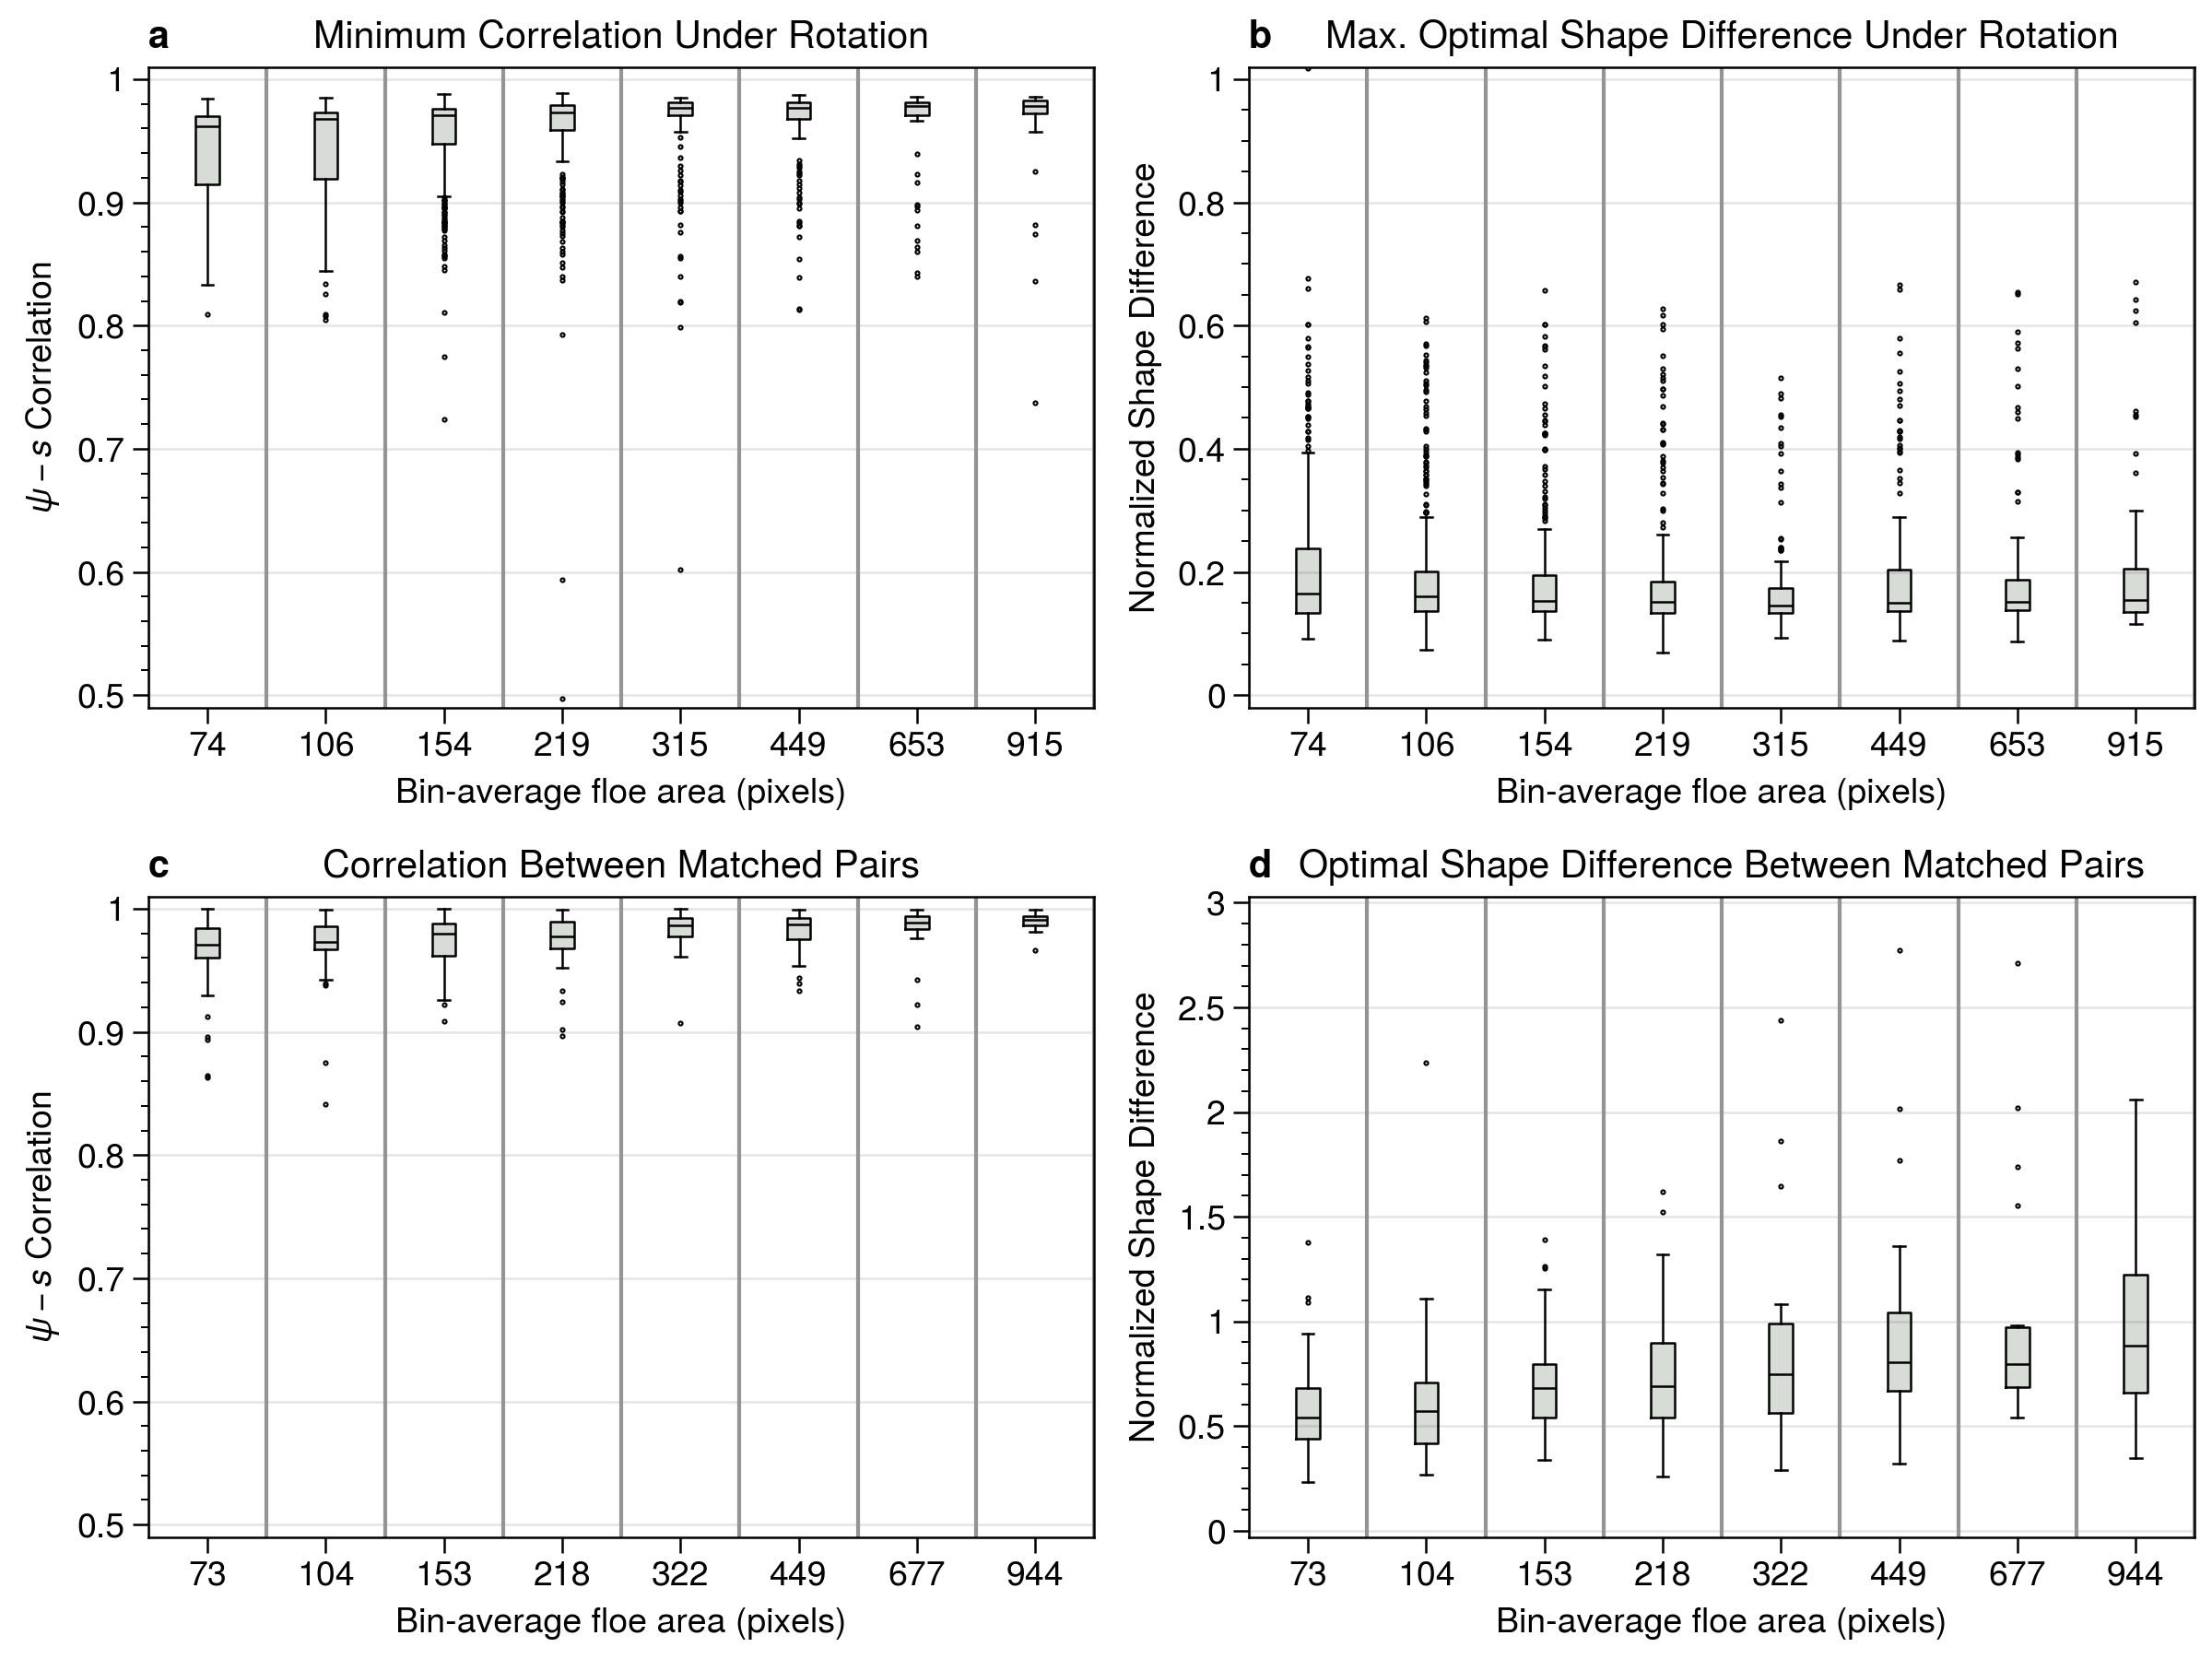 a Minimum Correlation Under Rotation
1
0.9
0.8
0.7
0.6
0.5
ψ – s Correlation
74 106 154 219 315 449 653 915
Bin-average floe area (pixels)
b Max. Optimal Shape Difference Under Rotation
1
0.8
0.6
0.4
0.2
0
Normalized Shape Difference
74 106 154 219 315 449 653 915
Bin-average floe area (pixels)
c Correlation Between Matched Pairs
1
0.9
0.8
0.7
0.6
0.5
ψ – s Correlation
73 104 153 218 322 449 677 944
Bin-average floe area (pixels)
d Optimal Shape Difference Between Matched Pairs
3
2.5
2
1.5
1
0.5
0
Normalized Shape Difference
73 104 153 218 322 449 677 944
Bin-average floe area (pixels)